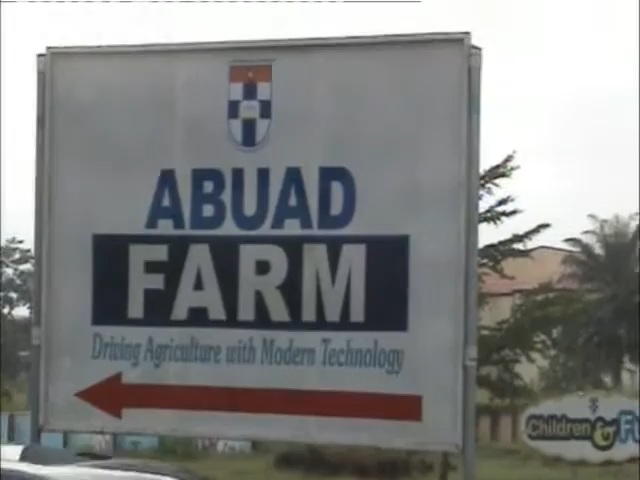 ABUAD
FARM
Driving Agriculture with Modern Technology
Children &